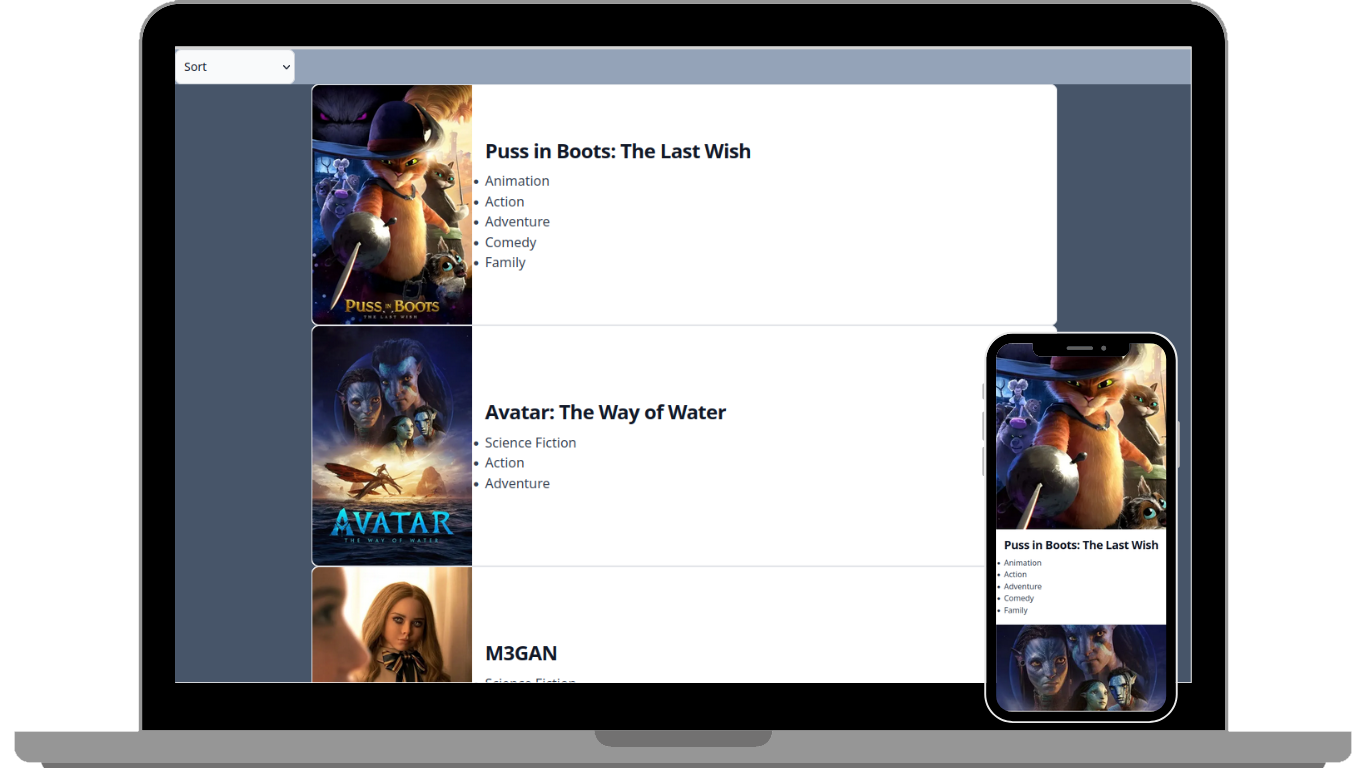 Sort
Puss in Boots: The Last Wish
Animation
Action
Adventure
Comedy
Family
PUSS IN BOOTS
THE LAST WISH
Avatar: The Way of Water
Science Fiction
Action
Adventure
AVATAR
THE WAY OF WATER
M3GAN
Science Fiction
Puss in Boots: The Last Wish
Animation
Action
Adventure
Comedy
Family